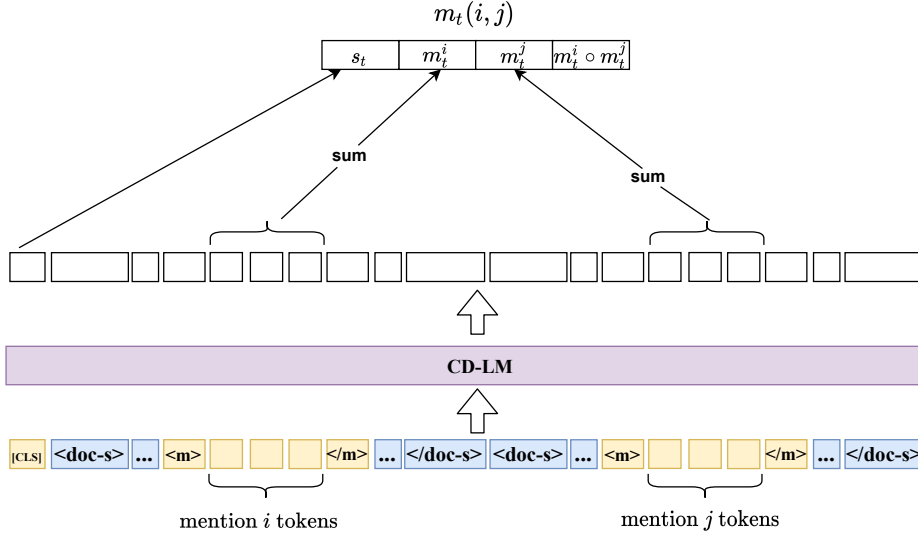 m_t(i, j)
s_t m_t^i m_t^j m_t^i ∘ m_t^j
sum
sum
CD-LM
[CLS] <doc-s> ... <m> </m> ... </doc-s> <doc-s> ... <m> </m> ... </doc-s>
mention i tokens
mention j tokens